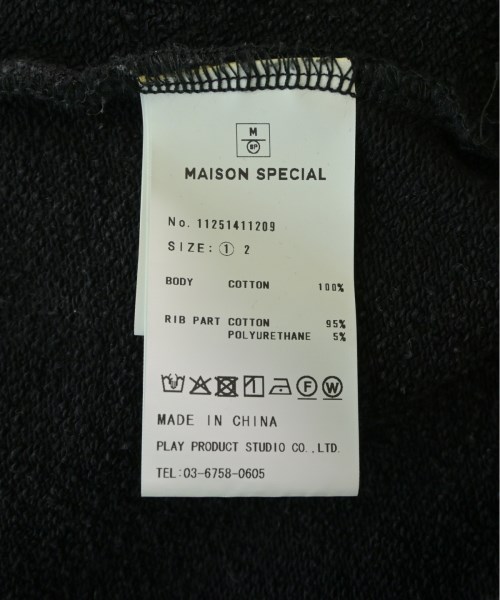 M
SP
MAISON SPECIAL
No. 11251411209
SIZE: ① 2
BODY COTTON 100%
RIB PART COTTON 95%
POLYURETHANE 5%
F W
MADE IN CHINA
PLAY PRODUCT STUDIO CO.,LTD.
TEL:03-6758-0605